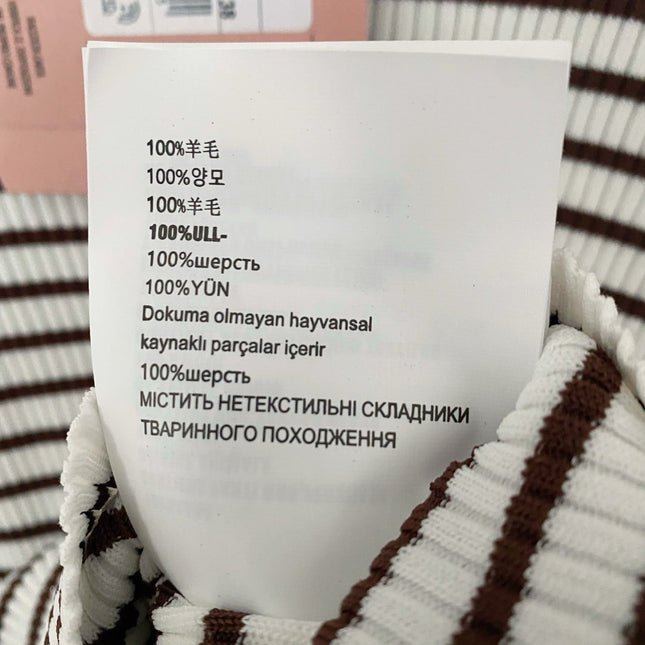 38
100%羊毛
100%양모
100%羊毛
100%ULL-
100%шерсть
100%YÜN
Dokuma olmayan hayvansal
kaynaklı parçalar içerir
100%шерсть
МІСТИТЬ НЕТЕКСТИЛЬНІ СКЛАДНИКИ
ТВАРИННОГО ПОХОДЖЕННЯ